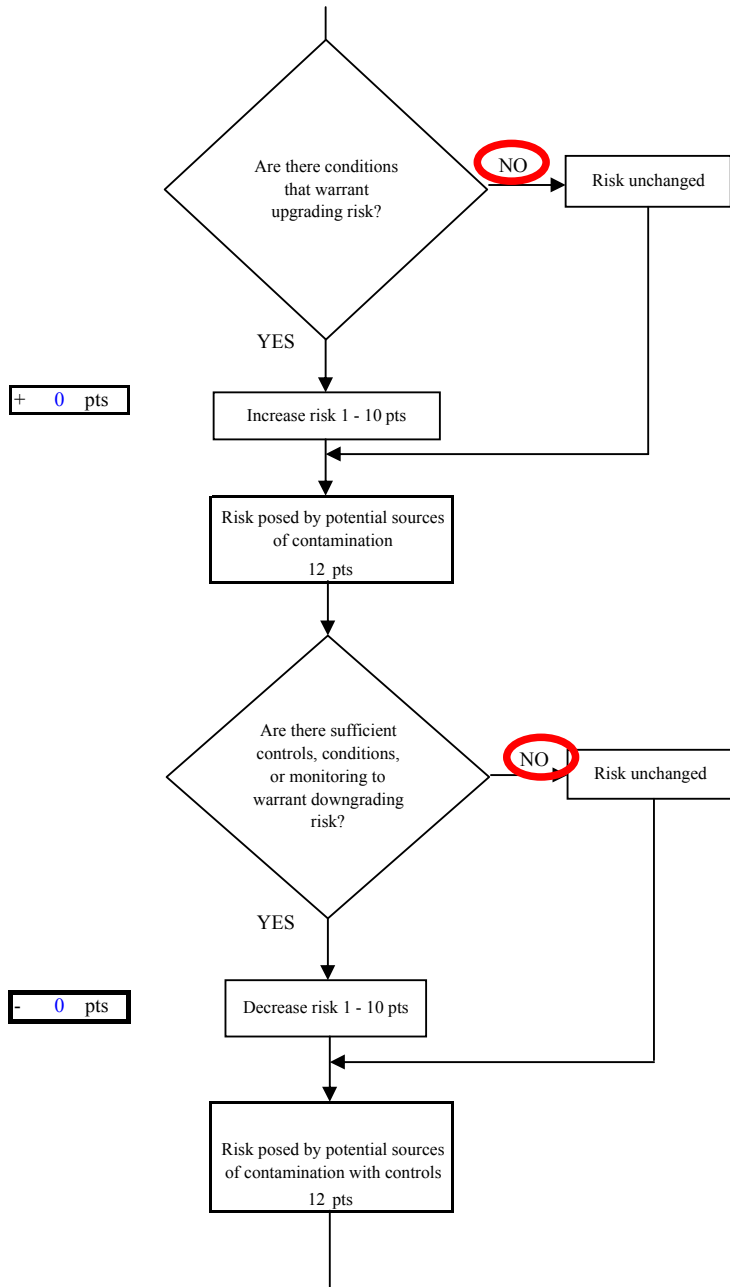 Are there conditions
that warrant
upgrading risk?
NO
Risk unchanged
YES
+ 0 pts
Increase risk 1 - 10 pts
Risk posed by potential sources
of contamination
12 pts
Are there sufficient
controls, conditions,
or monitoring to
warrant downgrading
risk?
NO
Risk unchanged
YES
- 0 pts
Decrease risk 1 - 10 pts
Risk posed by potential sources
of contamination with controls
12 pts